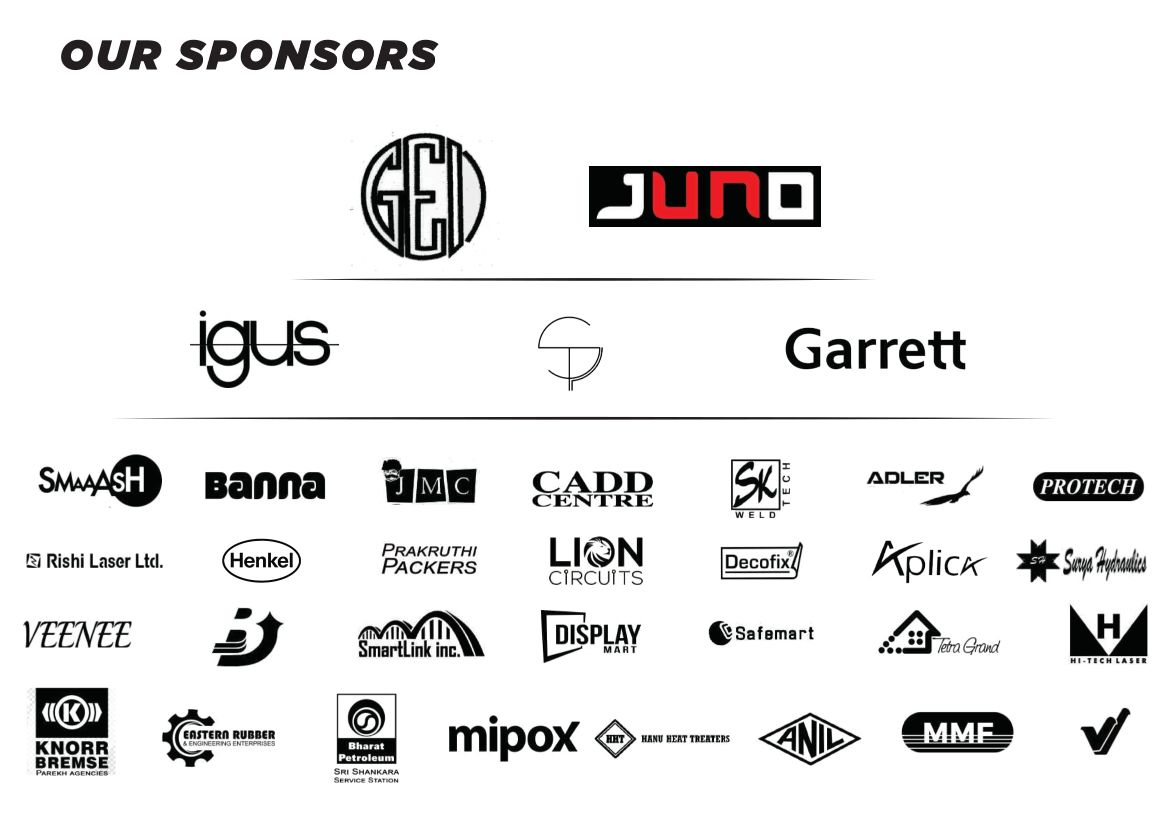 OUR SPONSORS
GEI
JUNO
igus
Garrett
SMAAASH
BANNA
JMC
CADD
CENTRE
SK
WELD
TECH
ADLER
PROTECH
Rishi Laser Ltd.
Henkel
PRAKRUTHI
PACKERS
LION
CIRCUITS
Decofix®
Aplica
SH
Surya Hydraulics
VEENEE
SmartLink inc.
DISPLAY
MART
Safemart
Tetra Grand
H
HI-TECH LASER
K
KNORR
BREMSE
PAREKH AGENCIES
EASTERN RUBBER
& ENGINEERING ENTERPRISES
Bharat
Petroleum
SRI SHANKARA
SERVICE STATION
mipox
HHT
HANU HEAT TREATERS
ANIL
MMF